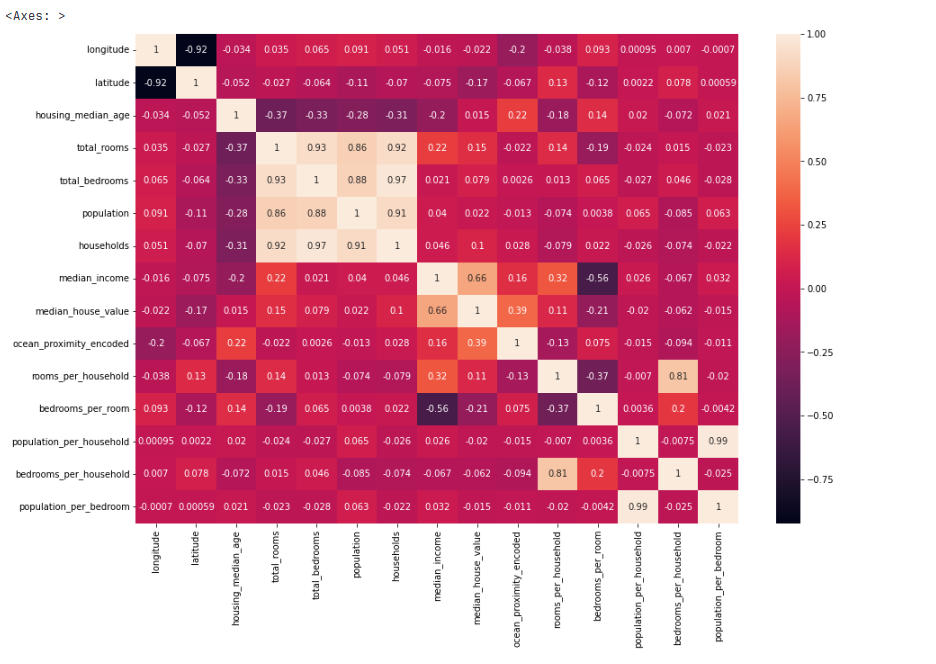 <Axes: >
longitude 1 -0.92 -0.034 0.035 0.065 0.091 0.051 -0.016 -0.022 -0.2 -0.038 0.093 0.00095 0.007 -0.0007
latitude -0.92 1 -0.052 -0.027 -0.064 -0.11 -0.07 -0.075 -0.17 -0.067 0.13 -0.12 0.0022 0.078 0.00059
housing_median_age -0.034 -0.052 1 -0.37 -0.33 -0.28 -0.31 -0.2 0.015 0.22 -0.18 0.14 0.02 -0.072 0.021
total_rooms 0.035 -0.027 -0.37 1 0.93 0.86 0.92 0.22 0.15 -0.022 0.14 -0.19 -0.024 0.015 -0.023
total_bedrooms 0.065 -0.064 -0.33 0.93 1 0.88 0.97 0.021 0.079 0.0026 0.013 0.065 -0.027 0.046 -0.028
population 0.091 -0.11 -0.28 0.86 0.88 1 0.91 0.04 0.022 -0.013 -0.074 0.0038 0.065 -0.085 0.063
households 0.051 -0.07 -0.31 0.92 0.97 0.91 1 0.046 0.1 0.028 -0.079 0.022 -0.026 -0.074 -0.022
median_income -0.016 -0.075 -0.2 0.22 0.021 0.04 0.046 1 0.66 0.16 0.32 -0.56 0.026 -0.067 0.032
median_house_value -0.022 -0.17 0.015 0.15 0.079 0.022 0.1 0.66 1 0.39 0.11 -0.21 -0.02 -0.062 -0.015
ocean_proximity_encoded -0.2 -0.067 0.22 -0.022 0.0026 -0.013 0.028 0.16 0.39 1 -0.13 0.075 -0.015 -0.094 -0.011
rooms_per_household -0.038 0.13 -0.18 0.14 0.013 -0.074 -0.079 0.32 0.11 -0.13 1 -0.37 -0.007 0.81 -0.02
bedrooms_per_room 0.093 -0.12 0.14 -0.19 0.065 0.0038 0.022 -0.56 -0.21 0.075 -0.37 1 0.0036 0.2 -0.0042
population_per_household 0.00095 0.0022 0.02 -0.024 -0.027 0.065 -0.026 0.026 -0.02 -0.015 -0.007 0.0036 1 -0.0075 0.99
bedrooms_per_household 0.007 0.078 -0.072 0.015 0.046 -0.085 -0.074 -0.067 -0.062 -0.094 0.81 0.2 -0.0075 1 -0.025
population_per_bedroom -0.0007 0.00059 0.021 -0.023 -0.028 0.063 -0.022 0.032 -0.015 -0.011 -0.02 -0.0042 0.99 -0.025 1
longitude
latitude
housing_median_age
total_rooms
total_bedrooms
population
households
median_income
median_house_value
ocean_proximity_encoded
rooms_per_household
bedrooms_per_room
population_per_household
bedrooms_per_household
population_per_bedroom
1.00
0.75
0.50
0.25
0.00
-0.25
-0.50
-0.75